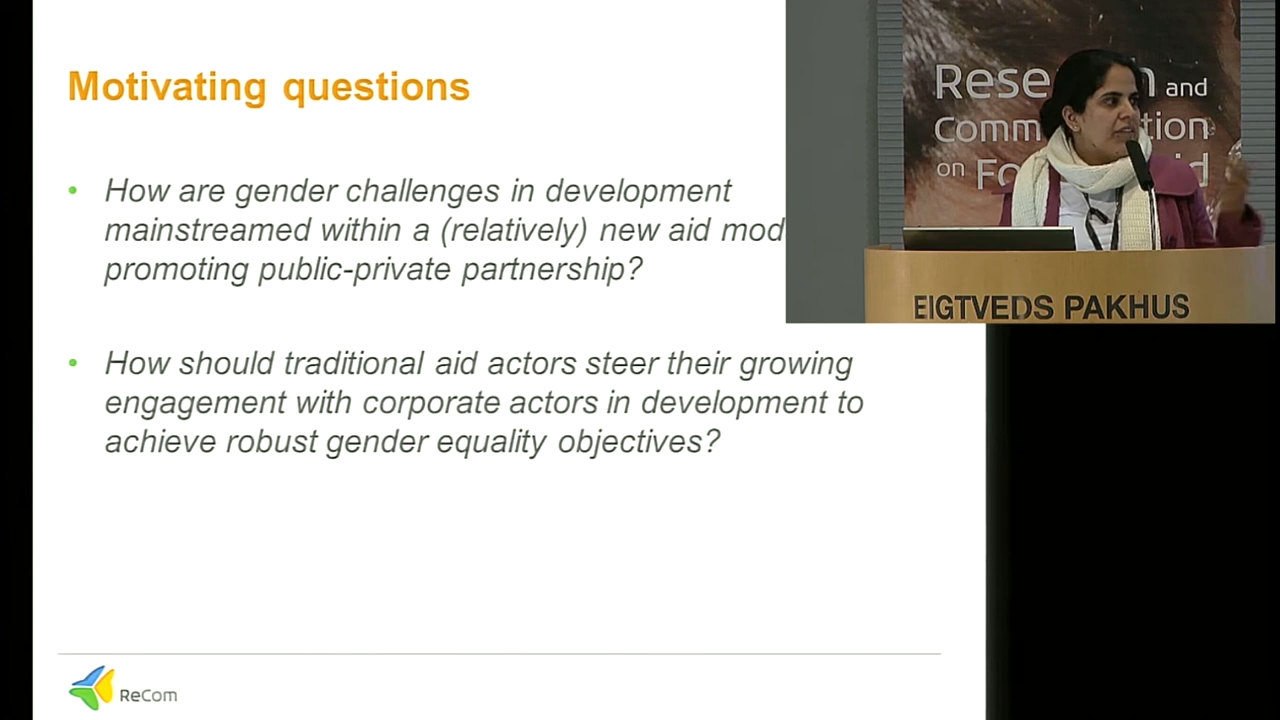 Motivating questions
• How are gender challenges in development
mainstreamed within a (relatively) new aid
promoting public-private partnership?
• How should traditional aid actors steer their growing
engagement with corporate actors in development to
achieve robust gender equality objectives?
ReCom
Research and
on
EIGTVEDS PAKHUS